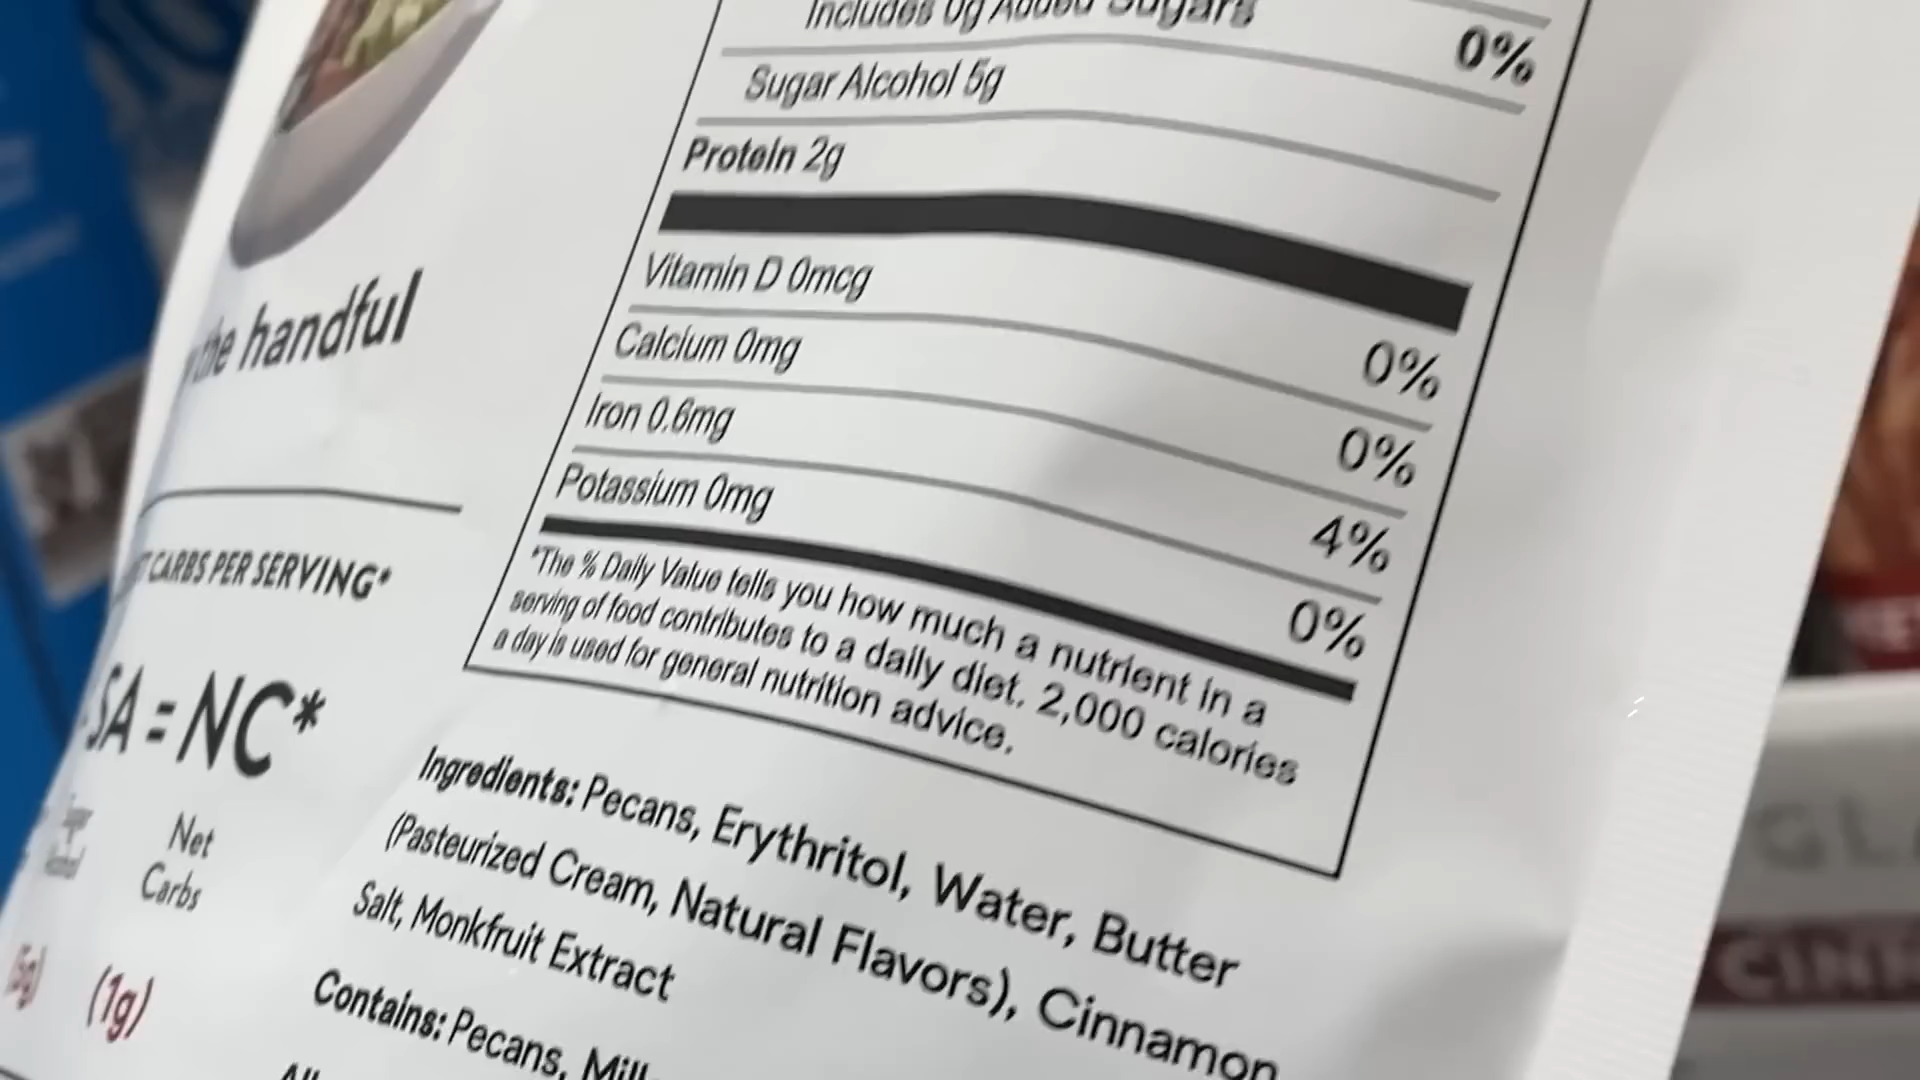 Includes 0g Added Sugars 0%
Sugar Alcohol 5g
Protein 2g
Vitamin D 0mcg 0%
Calcium 0mg 0%
Iron 0.6mg 4%
Potassium 0mg 0%
*The % Daily Value tells you how much a nutrient in a
serving of food contributes to a daily diet. 2,000 calories
a day is used for general nutrition advice.
Ingredients: Pecans, Erythritol, Water, Butter
(Pasteurized Cream, Natural Flavors), Cinnamon
Salt, Monkfruit Extract
Contains: Pecans,
the handful
CARBS PER SERVING*
SA = NC*
Net
Carbs
(1g)